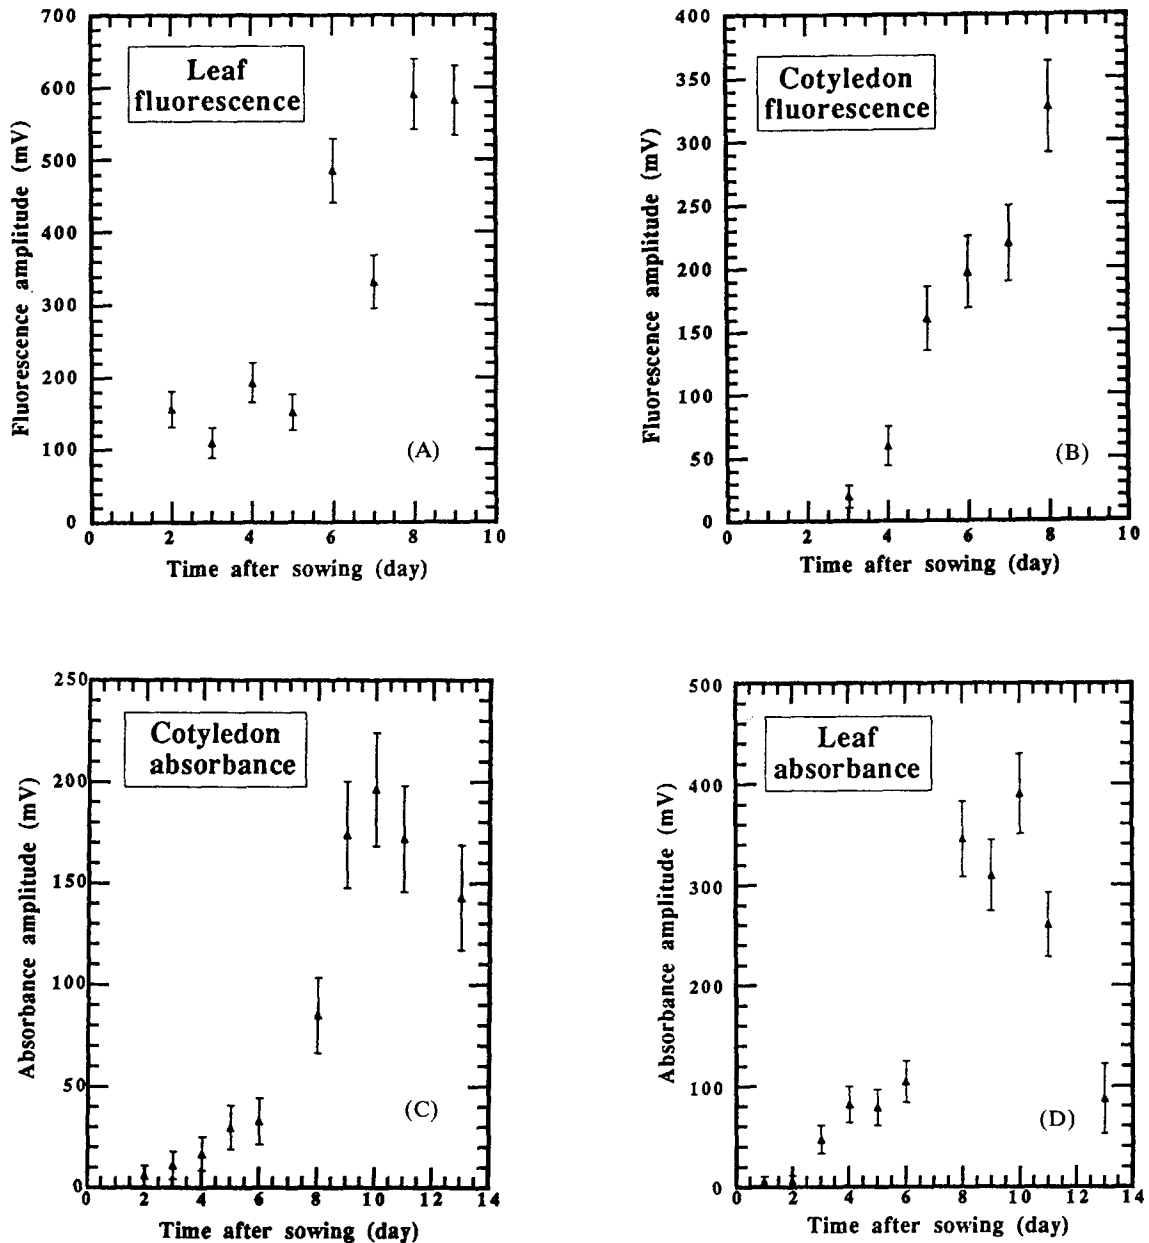 Leaf
fluorescence
Fluorescence amplitude (mV)
700
600
500
400
300
200
100
0
0 2 4 6 8 10
Time after sowing (day)
(A)
Cotyledon
fluorescence
Fluorescence amplitude (mV)
400
350
300
250
200
150
100
50
0
0 2 4 6 8 10
Time after sowing (day)
(B)
Cotyledon
absorbance
Absorbance amplitude (mV)
250
200
150
100
50
0
0 2 4 6 8 10 12 14
Time after sowing (day)
(C)
Leaf
absorbance
Absorbance amplitude (mV)
500
400
300
200
100
0
0 2 4 6 8 10 12 14
Time after sowing (day)
(D)